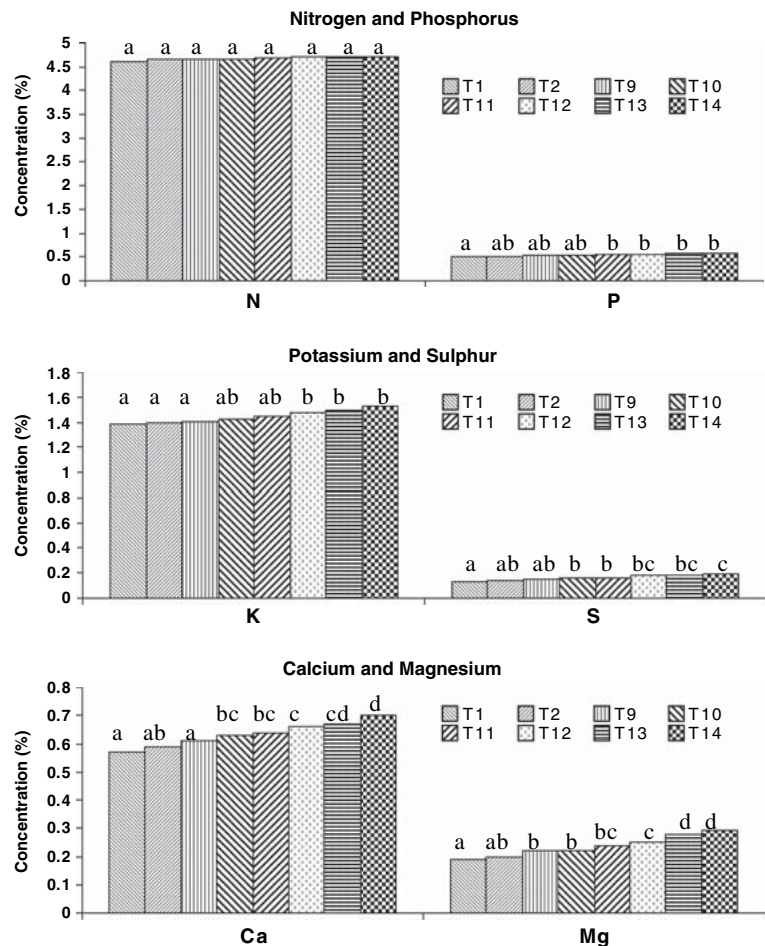 Nitrogen and Phosphorus
Concentration (%)
5
4.5
4
3.5
3
2.5
2
1.5
1
0.5
0
a a a a a a a a
a ab ab ab b b b b
T1 T2 T9 T10
T11 T12 T13 T14
N P
Potassium and Sulphur
Concentration (%)
1.8
1.6
1.4
1.2
1
0.8
0.6
0.4
0.2
0
a a a ab ab b b b
a ab ab b b bc bc c
T1 T2 T9 T10
T11 T12 T13 T14
K S
Calcium and Magnesium
Concentration (%)
0.8
0.7
0.6
0.5
0.4
0.3
0.2
0.1
0
a ab a bc bc c cd d
a ab b b bc c d d
T1 T2 T9 T10
T11 T12 T13 T14
Ca Mg